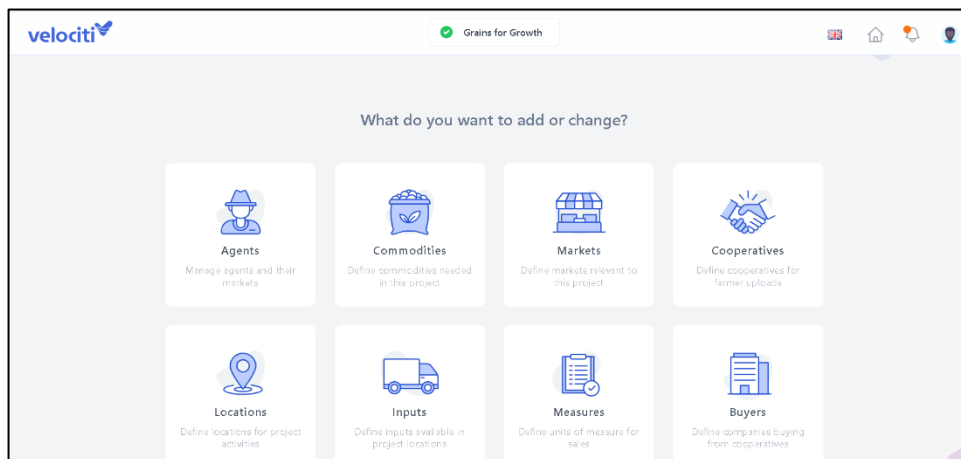 velociti
Grains for Growth
What do you want to add or change?
Agents
Manage agents and their
markets
Commodities
Define commodities needed
in this project
Markets
Define markets relevant to
this project
Cooperatives
Define cooperatives for
farmer uploads
Locations
Define locations for project
activities
Inputs
Define inputs available in
project locations
Measures
Define units of measure for
sales
Buyers
Define companies buying
from cooperatives